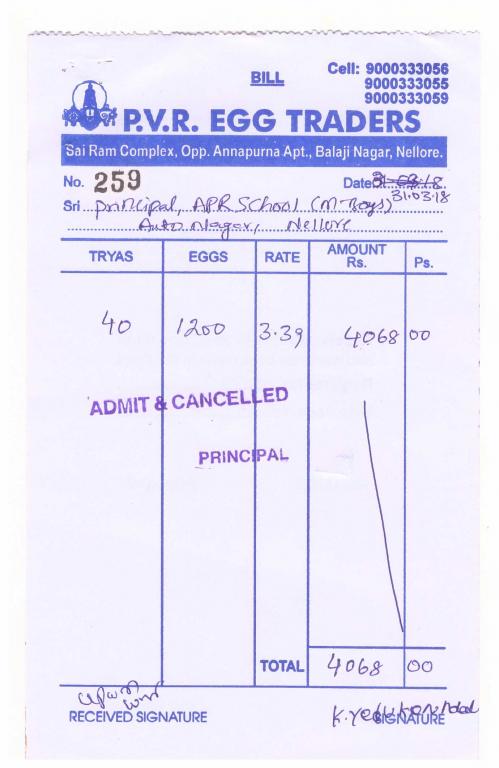 BILL
Cell: 9000333056
9000333055
9000333059
P.V.R. EGG TRADERS
Sai Ram Complex, Opp. Annapurna Apt., Balaji Nagar, Nellore.
No. 259 Date 31-03-18
31.03.18
Sri principal, APR School (M-Boys)
Auto Nagar, Nellore
TRYAS EGGS RATE AMOUNT Rs. Ps.
40 1200 3.39 4068 00
ADMIT & CANCELLED
PRINCIPAL
TOTAL 4068 00
RECEIVED SIGNATURE SIGNATURE